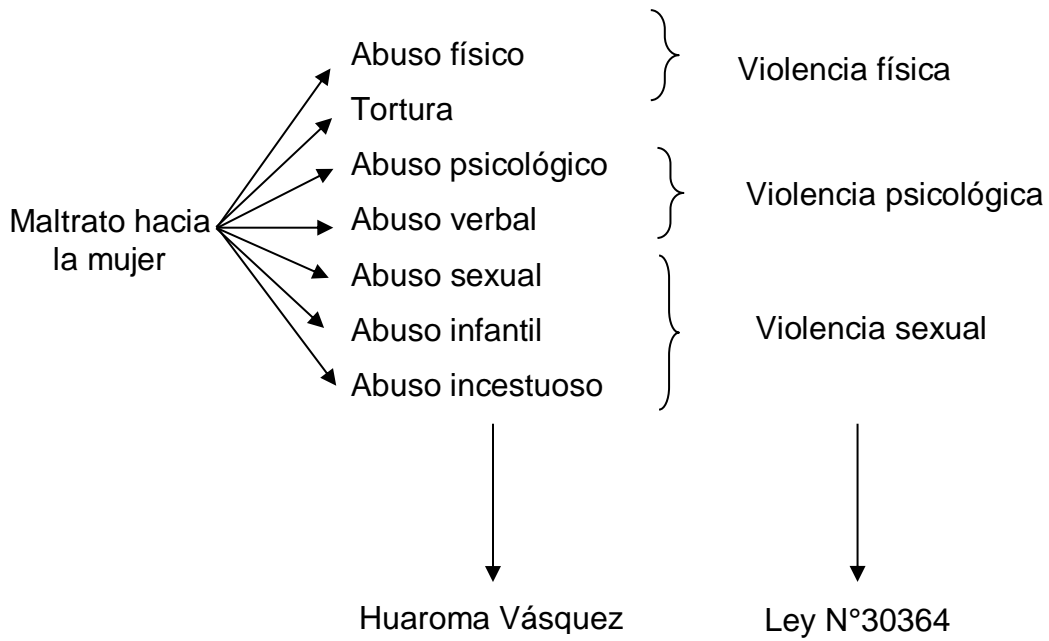 Maltrato hacia
la mujer
Abuso físico
Tortura
Abuso psicológico
Abuso verbal
Abuso sexual
Abuso infantil
Abuso incestuoso
Violencia física
Violencia psicológica
Violencia sexual
Huaroma Vásquez
Ley N°30364